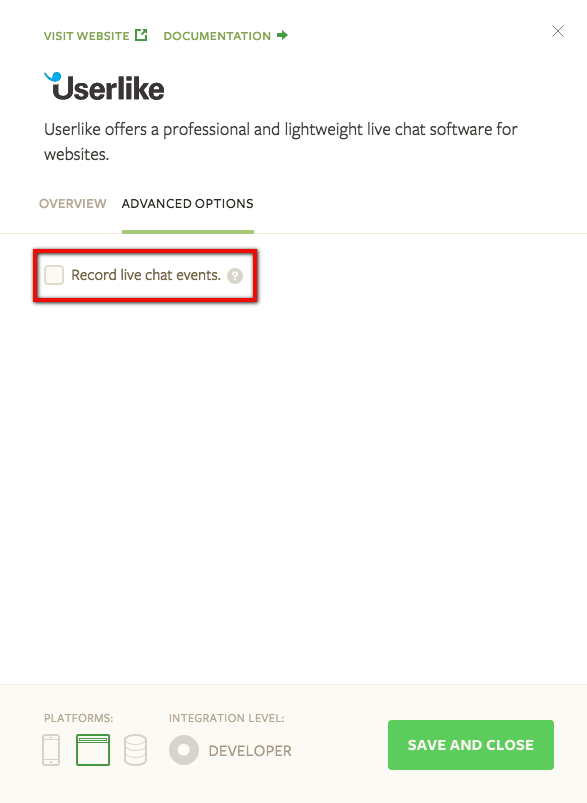 VISIT WEBSITE DOCUMENTATION
Userlike
Userlike offers a professional and lightweight live chat software for
websites.
OVERVIEW ADVANCED OPTIONS
Record live chat events. ?
PLATFORMS: INTEGRATION LEVEL:
DEVELOPER
SAVE AND CLOSE